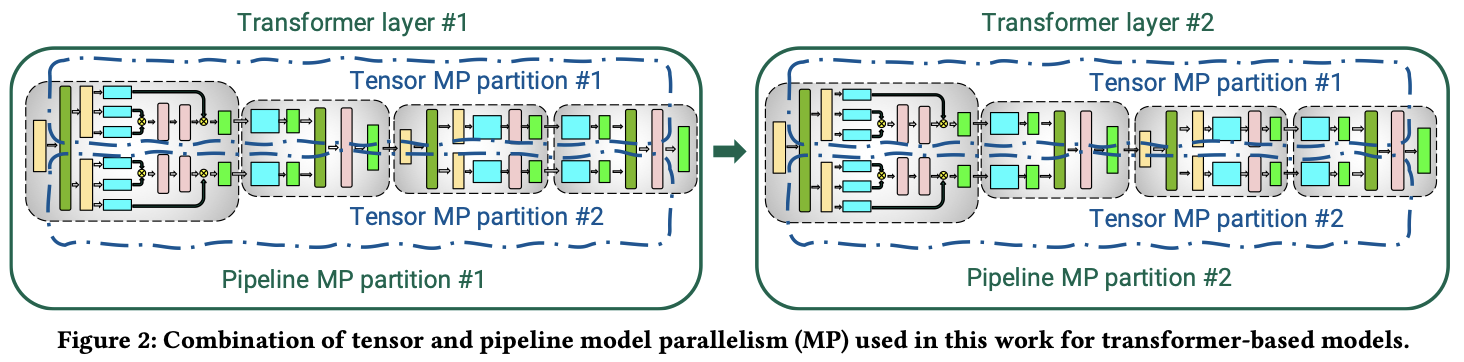 Transformer layer #1
Transformer layer #2
Tensor MP partition #1
Tensor MP partition #1
Tensor MP partition #2
Tensor MP partition #2
Pipeline MP partition #1
Pipeline MP partition #2
Figure 2: Combination of tensor and pipeline model parallelism (MP) used in this work for transformer-based models.